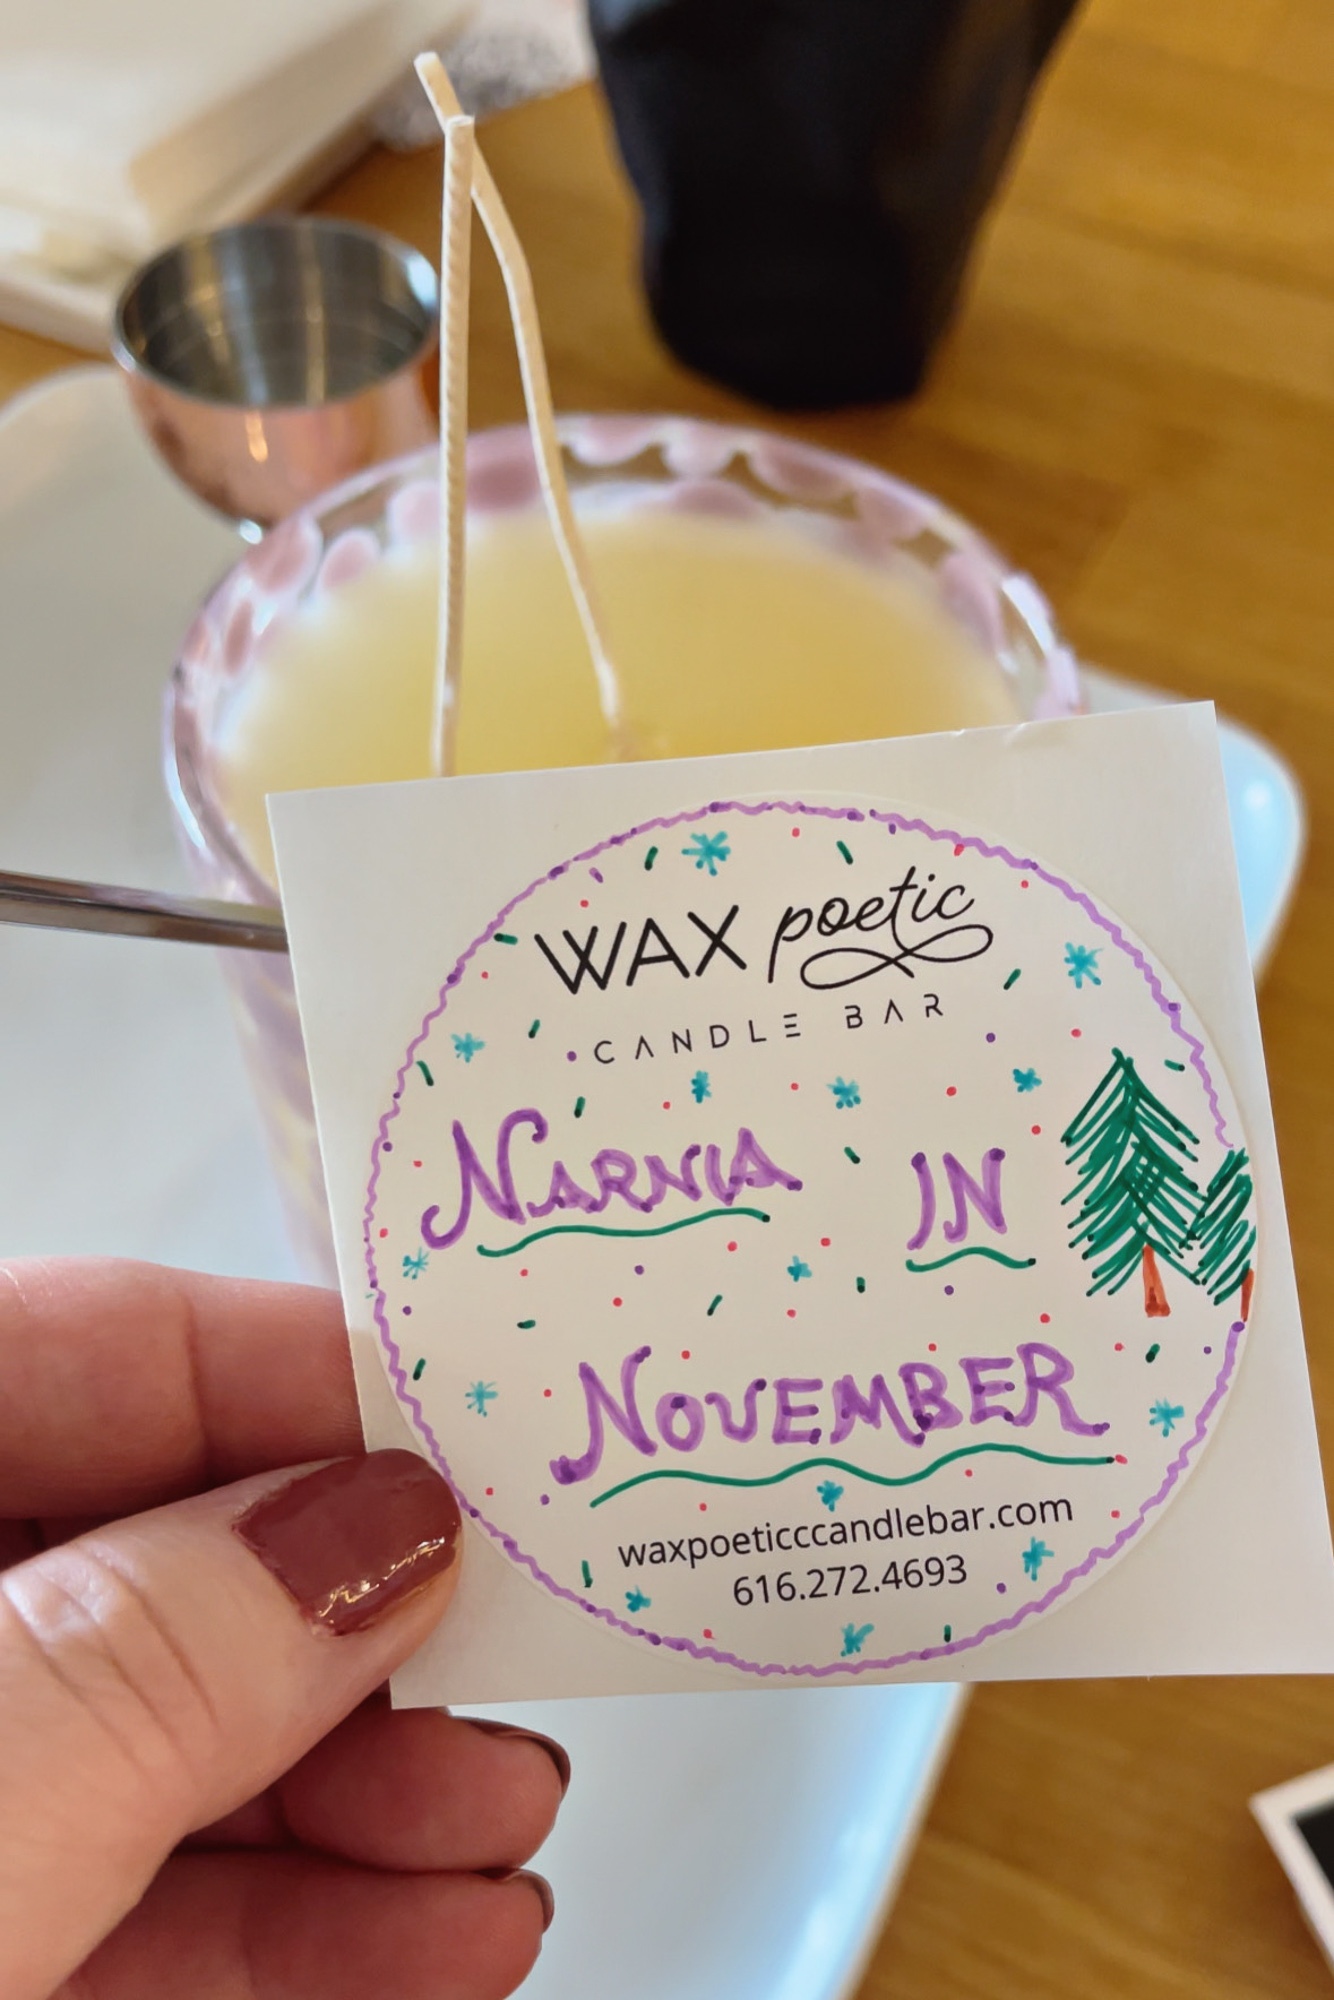 WAX poetic
CANDLE BAR
NARNIA IN
NOVEMBER
waxpoeticccandlebar.com
616.272.4693